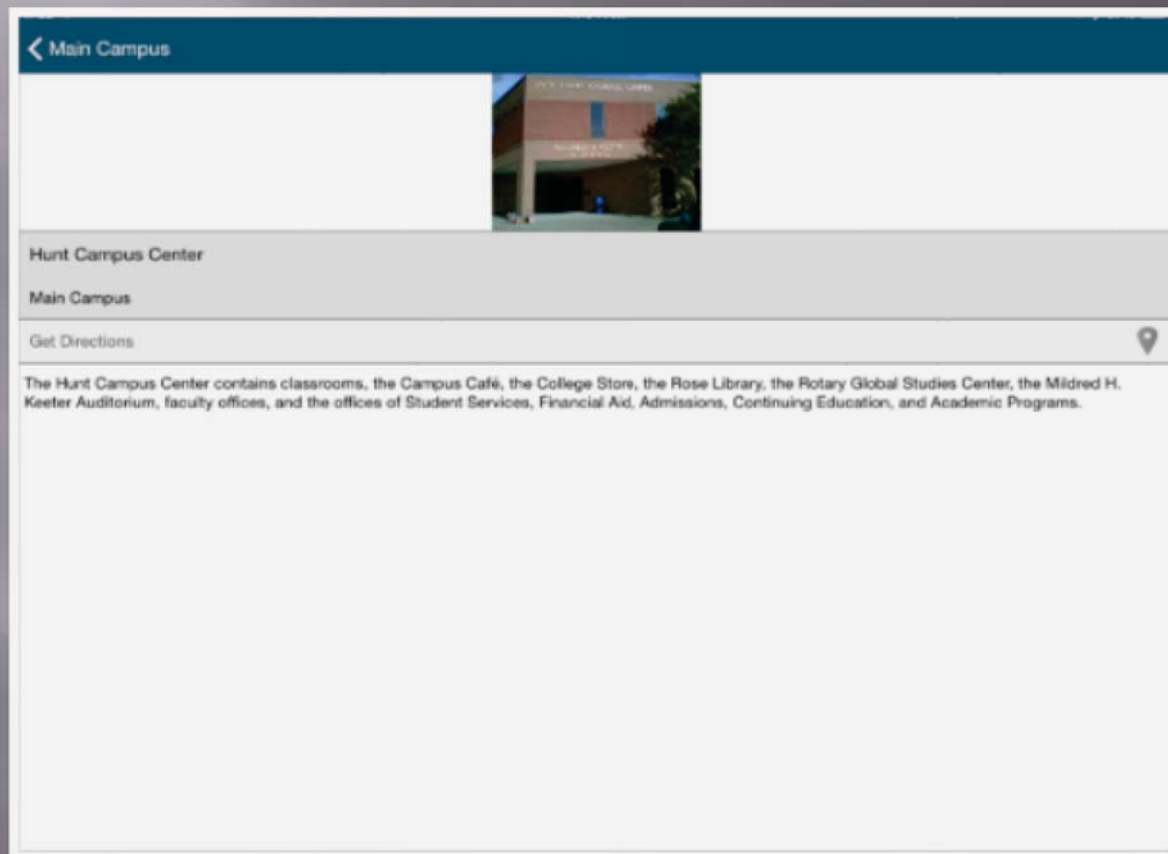 Main Campus
Hunt Campus Center
Main Campus
Get Directions
The Hunt Campus Center contains classrooms, the Campus Café, the College Store, the Rose Library, the Rotary Global Studies Center, the Mildred H.
Keeter Auditorium, faculty offices, and the offices of Student Services, Financial Aid, Admissions, Continuing Education, and Academic Programs.